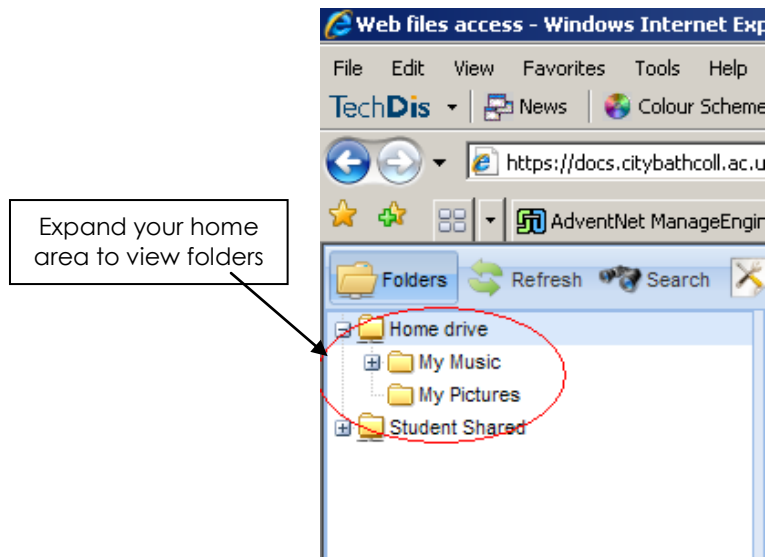 Web files access - Windows Internet Exp
File Edit View Favorites Tools Help
TechDis News Colour Scheme
https://docs.citybathcoll.ac.u
AdventNet ManageEngin
Expand your home
area to view folders
Folders Refresh Search
Home drive
My Music
My Pictures
Student Shared